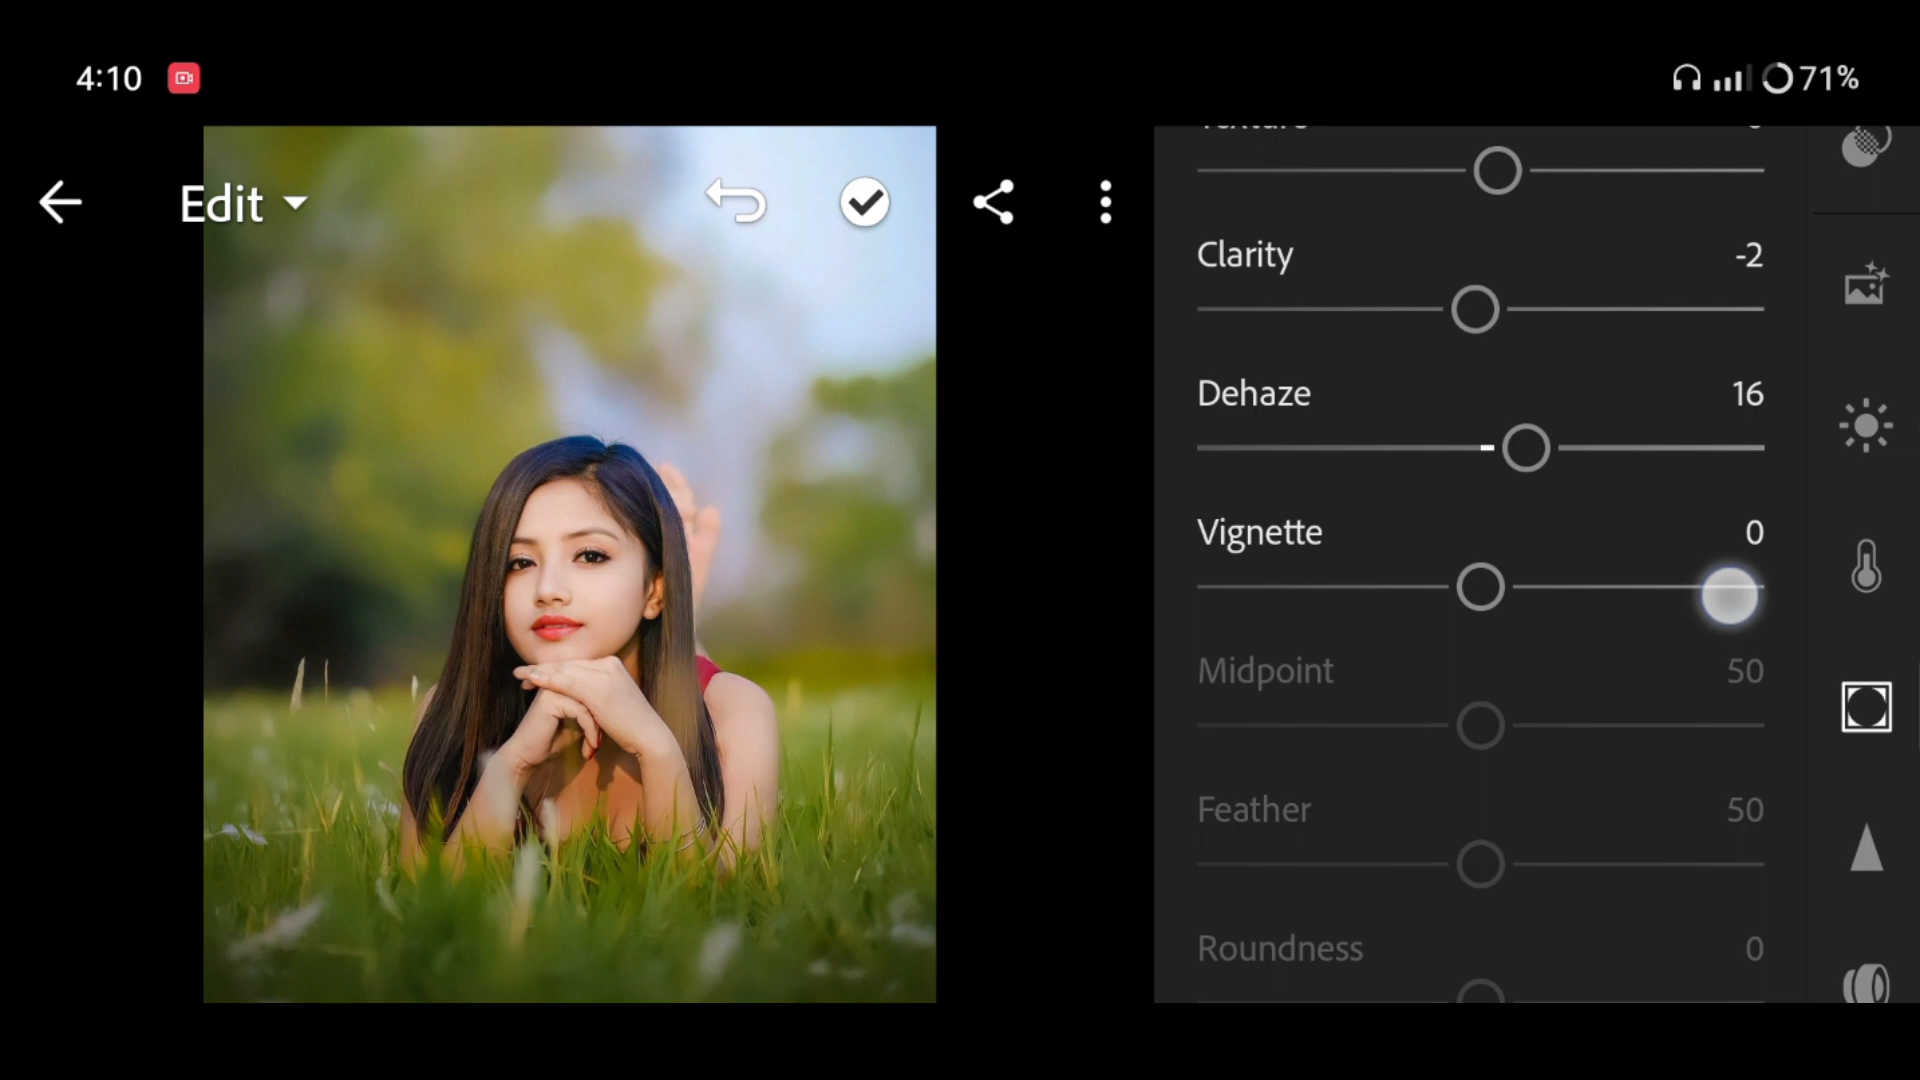 4:10
71%
Edit
Clarity -2
Dehaze 16
Vignette 0
Midpoint 50
Feather 50
Roundness 0